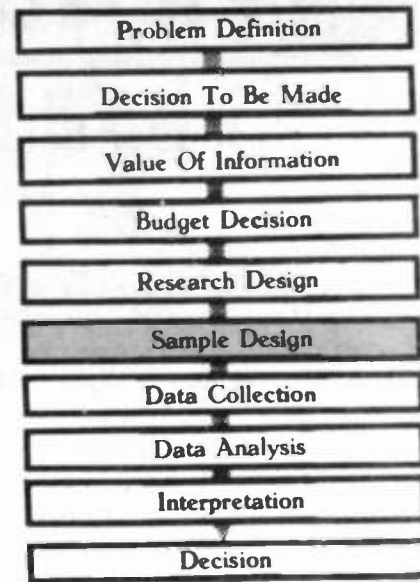 Problem Definition
Decision To Be Made
Value Of Information
Budget Decision
Research Design
Sample Design
Data Collection
Data Analysis
Interpretation
Decision